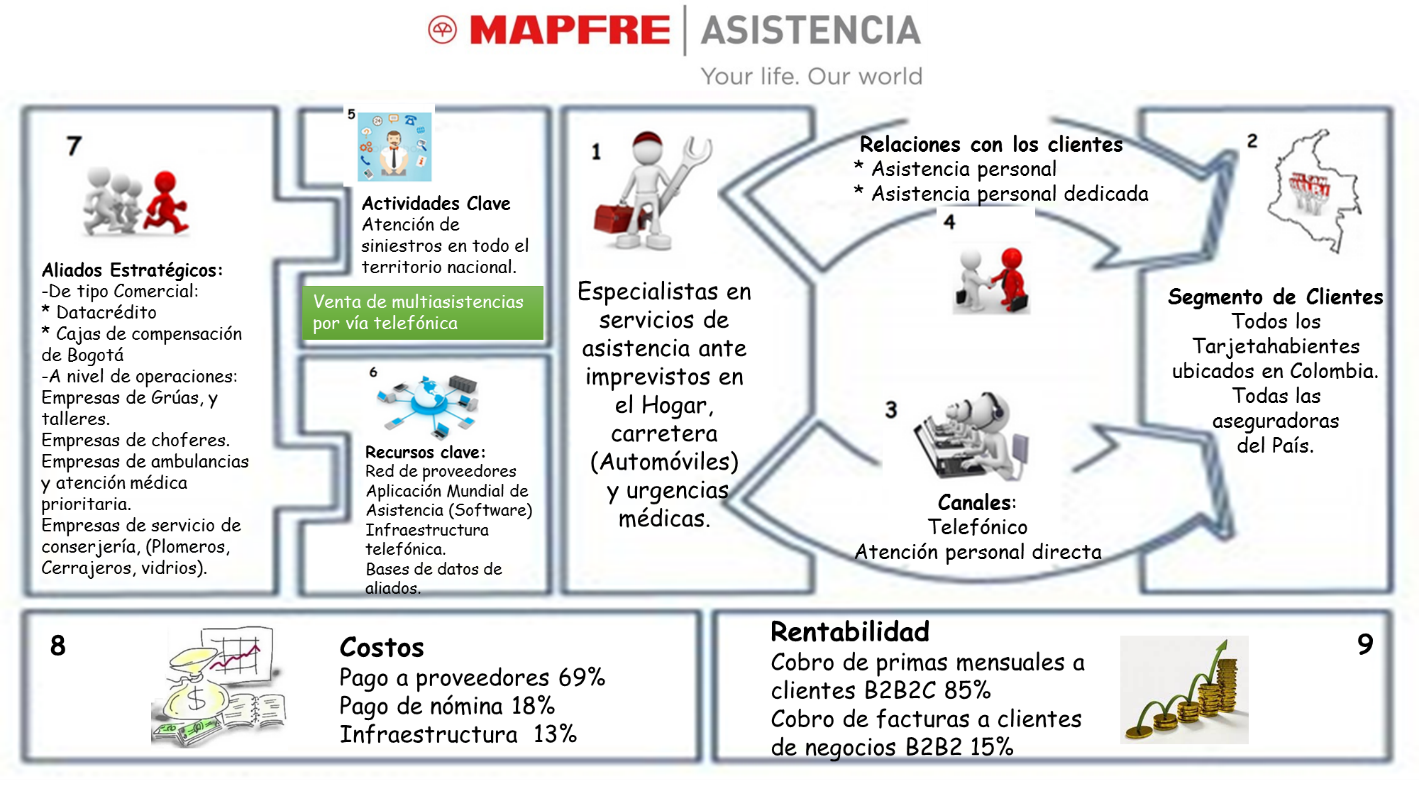 MAPFRE | ASISTENCIA
Your life. Our world
7
Aliados Estratégicos:
-De tipo Comercial:
* Datacrédito
* Cajas de compensación
de Bogotá
-A nivel de operaciones:
Empresas de Grúas, y
talleres.
Empresas de choferes.
Empresas de ambulancias
y atención médica
prioritaria.
Empresas de servicio de
conserjería, (Plomeros,
Cerrajeros, vidrios).
5
24
Actividades Clave
Atención de
siniestros en todo el
territorio nacional.
Venta de multiasistencias
por vía telefónica
6
Recursos clave:
Red de proveedores
Aplicación Mundial de
Asistencia (Software)
Infraestructura
telefónica.
Bases de datos de
aliados.
1
Especialistas en
servicios de
asistencia ante
imprevistos en
el Hogar,
carretera
(Automóviles)
y urgencias
médicas.
Relaciones con los clientes
* Asistencia personal
* Asistencia personal dedicada
4
3
Canales:
Telefónico
Atención personal directa
2
Segmento de Clientes
Todos los
Tarjetahabientes
ubicados en Colombia.
Todas las
aseguradoras
del País.
8
$
Costos
Pago a proveedores 69%
Pago de nómina 18%
Infraestructura 13%
Rentabilidad
Cobro de primas mensuales a
clientes B2B2C 85%
Cobro de facturas a clientes
de negocios B2B2 15%
9